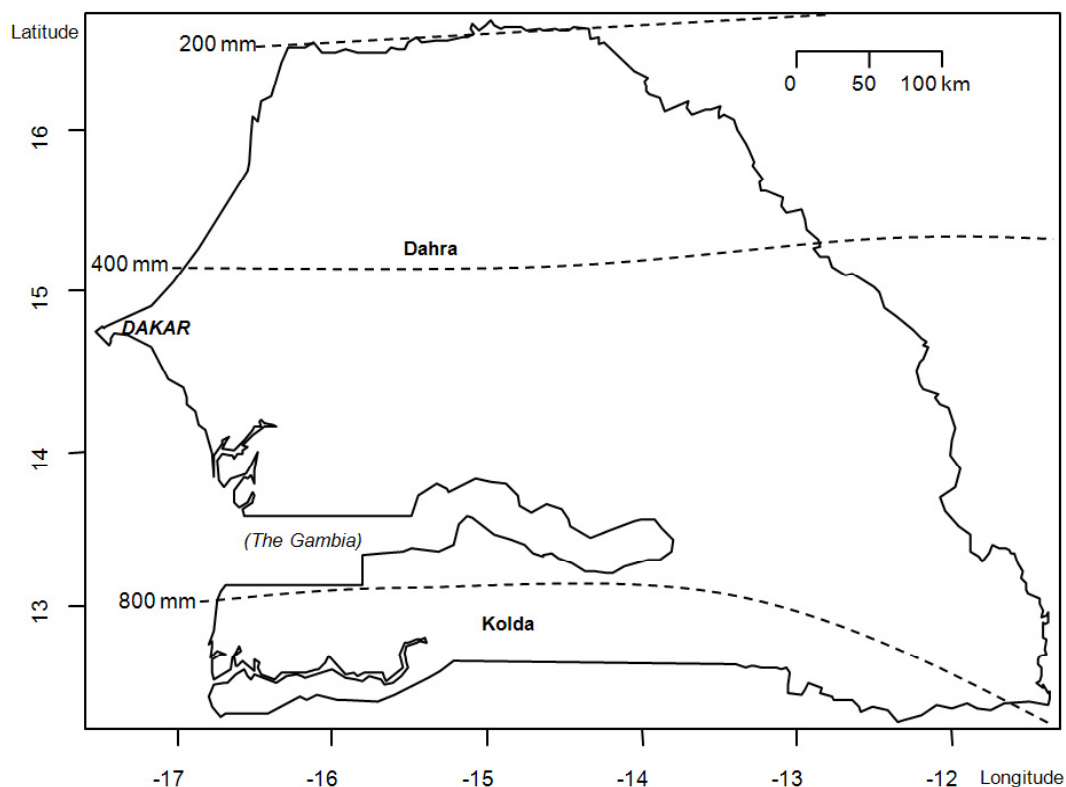 Latitude
200 mm
0 50 100 km
16
Dahra
400 mm
15
DAKAR
14
(The Gambia)
800 mm
13
Kolda
-17 -16 -15 -14 -13 -12 Longitude